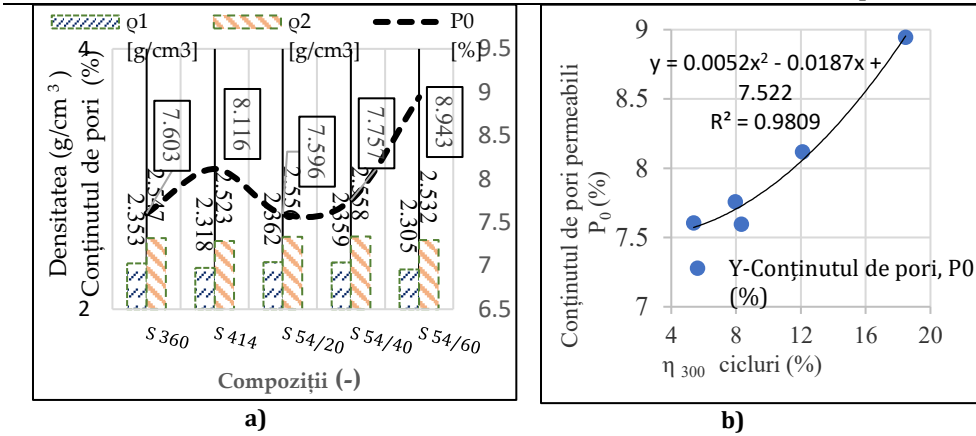 ϱ1 [g/cm3]
ϱ2 [g/cm3]
P0 [%]
Densitatea (g/cm 3 )
Conținutul de pori (%)
4
2
9.5
9
8.5
8
7.5
7
6.5
7.603
8.116
7.596
7.757
8.943
2.353
2.318
2.523
2.362
2.359
2.558
2.305
2.532
S 360
S 414
S 54/20
S 54/40
S 54/60
Compoziții (-)
a)
9
8.5
8
7.5
7
y = 0.0052x² - 0.0187x +
7.522
R² = 0.9809
Conținutul de pori permeabili
P₀ (%)
Y-Conținutul de pori, P0
(%)
4 8 12 16 20
η 300 cicluri (%)
b)